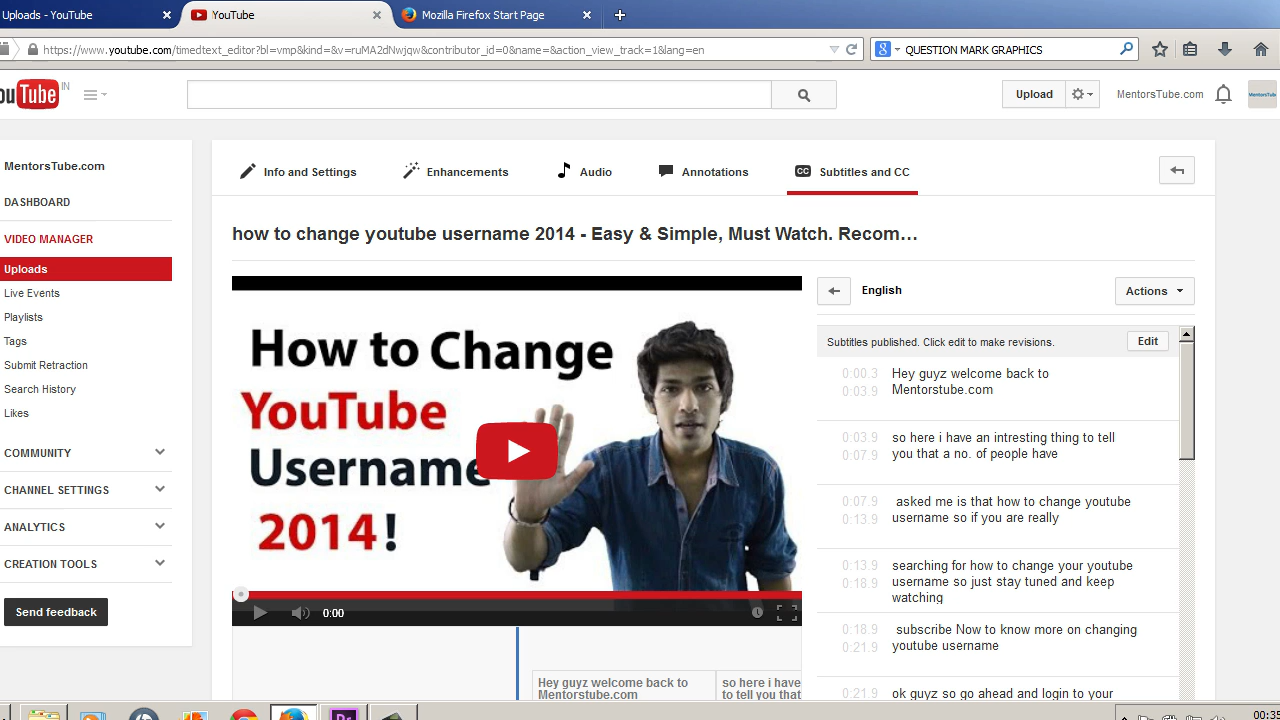 Uploads - YouTube
YouTube
Mozilla Firefox Start Page
https://www.youtube.com/timedtext_editor?bl=vmp&kind=&v=ruMA2dNwjqw&contributor_id=0&name=&action_view_track=1&lang=en
QUESTION MARK GRAPHICS
ouTube IN
Upload
MentorsTube.com
MentorsTub
MentorsTube.com
DASHBOARD
VIDEO MANAGER
Uploads
Live Events
Playlists
Tags
Submit Retraction
Search History
Likes
COMMUNITY
CHANNEL SETTINGS
ANALYTICS
CREATION TOOLS
Send feedback
Info and Settings
Enhancements
Audio
Annotations
CC Subtitles and CC
how to change youtube username 2014 - Easy & Simple, Must Watch. Recom...
How to Change
YouTube
Username
2014 !
0:00
Hey guyz welcome back to
Mentorstube.com
so here i have
to tell you that
English
Actions
Subtitles published. Click edit to make revisions.
Edit
0:00.3 Hey guyz welcome back to
0:03.9 Mentorstube.com
0:03.9 so here i have an intresting thing to tell
0:07.9 you that a no. of people have
0:07.9 asked me is that how to change youtube
0:13.9 username so if you are really
0:13.9 searching for how to change your youtube
0:18.9 username so just stay tuned and keep
watching
0:18.9 subscribe Now to know more on changing
0:21.9 youtube username
0:21.9 ok guyz so go ahead and login to your
Pr
00:35